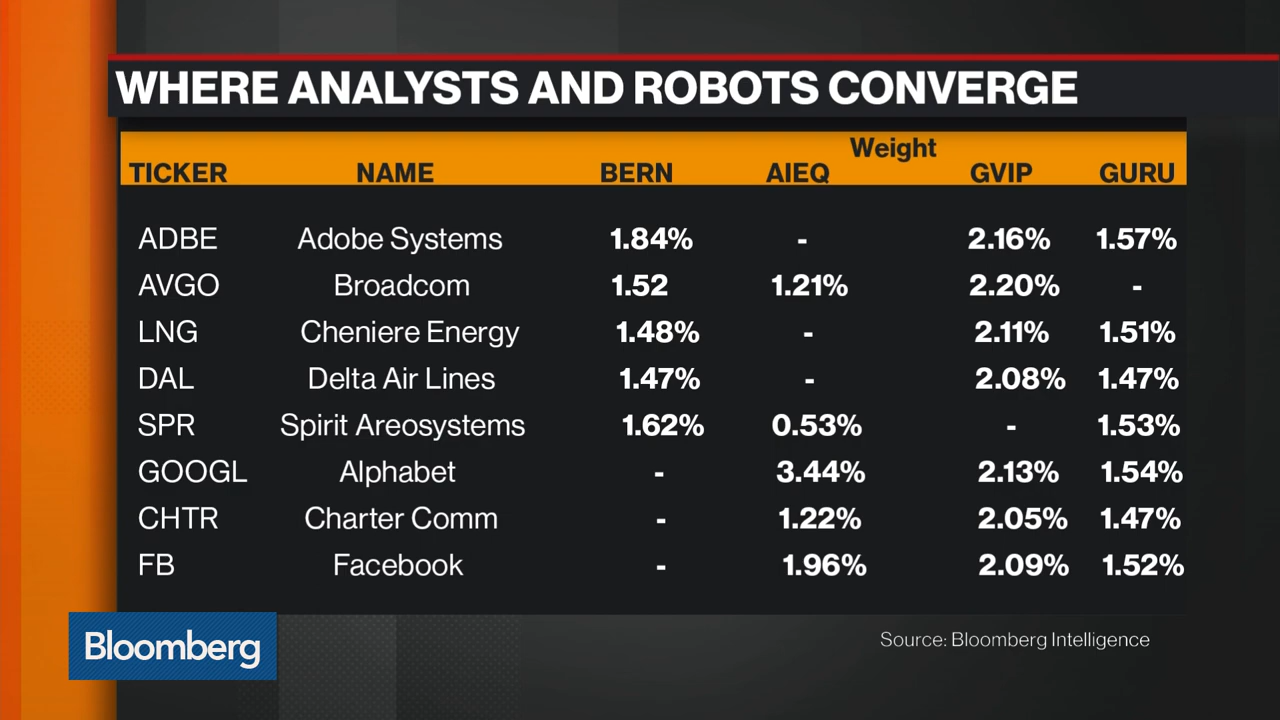 WHERE ANALYSTS AND ROBOTS CONVERGE
Weight
TICKER NAME BERN AIEQ GVIP GURU
ADBE Adobe Systems 1.84% - 2.16% 1.57%
AVGO Broadcom 1.52 1.21% 2.20% -
LNG Cheniere Energy 1.48% - 2.11% 1.51%
DAL Delta Air Lines 1.47% - 2.08% 1.47%
SPR Spirit Areosystems 1.62% 0.53% - 1.53%
GOOGL Alphabet - 3.44% 2.13% 1.54%
CHTR Charter Comm - 1.22% 2.05% 1.47%
FB Facebook - 1.96% 2.09% 1.52%
Bloomberg
Source: Bloomberg Intelligence